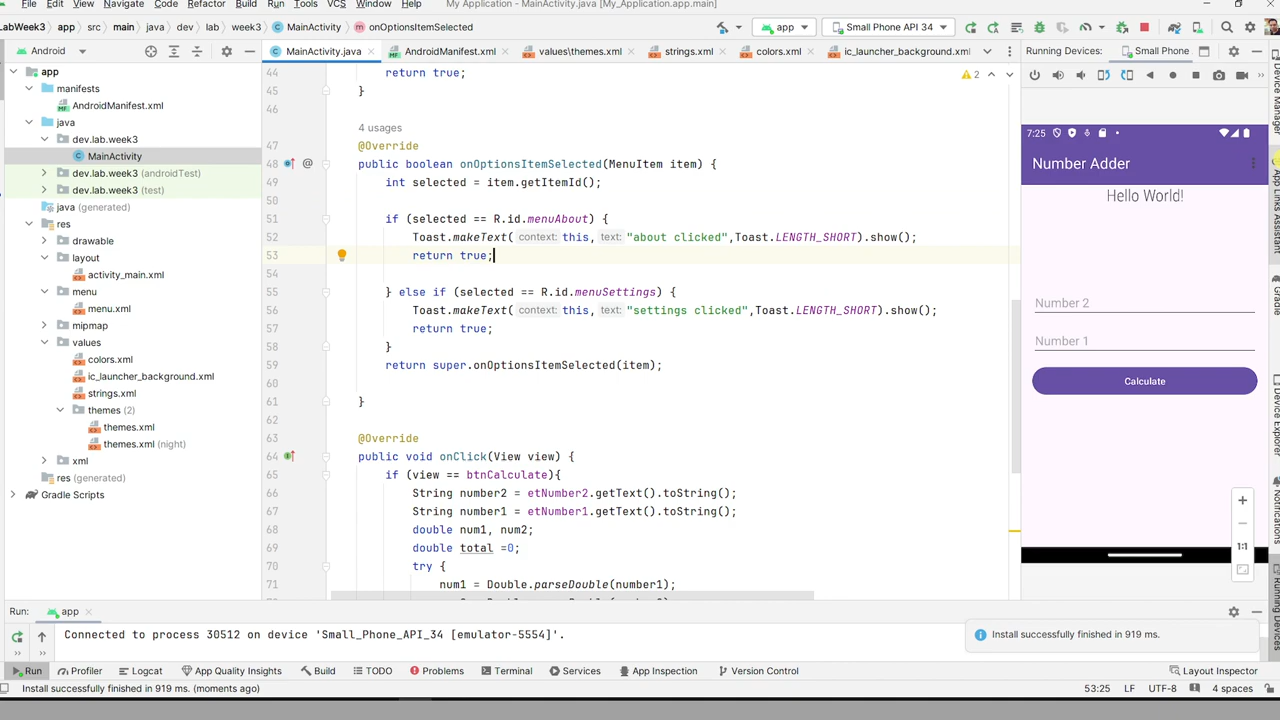 File Edit View Navigate Code Refactor Build Run Tools VCS Window Help My Application - MainActivity.java [My_Application.app.main]
LabWeek3 app src main java dev lab week3 MainActivity onOptionsItemSelected
app Small Phone API 34
Android
MainActivity.java AndroidManifest.xml values\themes.xml strings.xml colors.xml ic_launcher_background.xml
Running Devices: Small Phone
app
manifests
AndroidManifest.xml
java
dev.lab.week3
MainActivity
dev.lab.week3 (androidTest)
dev.lab.week3 (test)
java (generated)
res
drawable
layout
activity_main.xml
menu
menu.xml
mipmap
values
colors.xml
ic_launcher_background.xml
strings.xml
themes (2)
themes.xml
themes.xml (night)
xml
res (generated)
Gradle Scripts
2
44 return true;
45 }
46
4 usages
47 @Override
48 public boolean onOptionsItemSelected(MenuItem item) {
49 int selected = item.getItemId();
50
51 if (selected == R.id.menuAbout) {
52 Toast.makeText( context: this, text: "about clicked",Toast.LENGTH_SHORT).show();
53 return true;
54
55 } else if (selected == R.id.menuSettings) {
56 Toast.makeText( context: this, text: "settings clicked",Toast.LENGTH_SHORT).show();
57 return true;
58 }
59 return super.onOptionsItemSelected(item);
60
61 }
62
63 @Override
64 public void onClick(View view) {
65 if (view == btnCalculate){
66 String number2 = etNumber2.getText().toString();
67 String number1 = etNumber1.getText().toString();
68 double num1, num2;
69 double total =0;
70 try {
71 num1 = Double.parseDouble(number1);
7:25
Number Adder
Hello World!
Number 2
Number 1
Calculate
1:1
Device Manager
App Links Assistant
Gradle
Device Explorer
Notifications
Running Devices
Run: app
Connected to process 30512 on device 'Small_Phone_API_34 [emulator-5554]'.
Install successfully finished in 919 ms.
Run Profiler Logcat App Quality Insights Build TODO Problems Terminal Services App Inspection Version Control Layout Inspector
Install successfully finished in 919 ms. (moments ago) 53:25 LF UTF-8 4 spaces